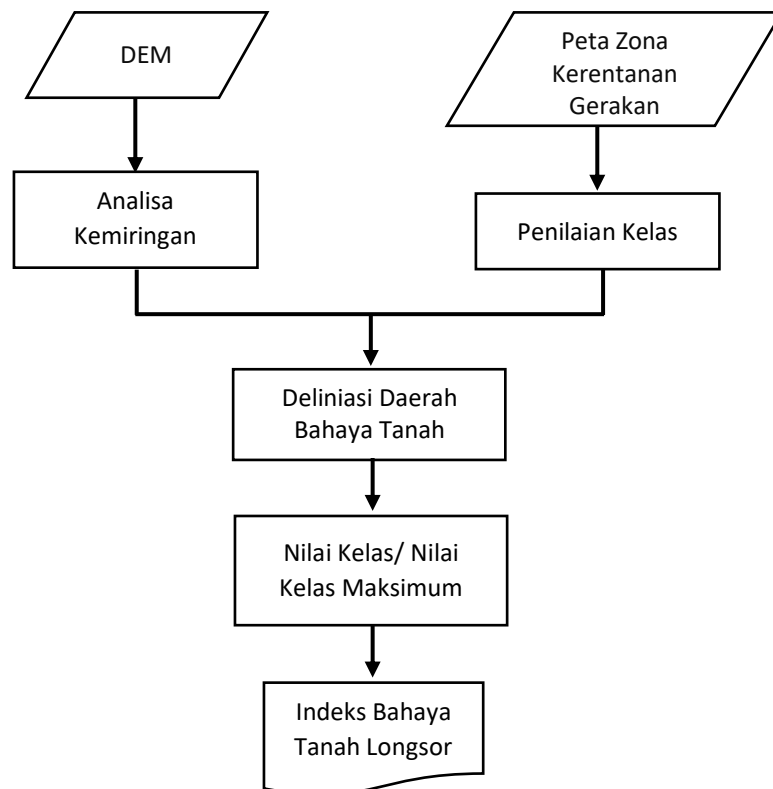 DEM
Peta Zona
Kerentanan
Gerakan
Analisa
Kemiringan
Penilaian Kelas
Deliniasi Daerah
Bahaya Tanah
Nilai Kelas/ Nilai
Kelas Maksimum
Indeks Bahaya
Tanah Longsor